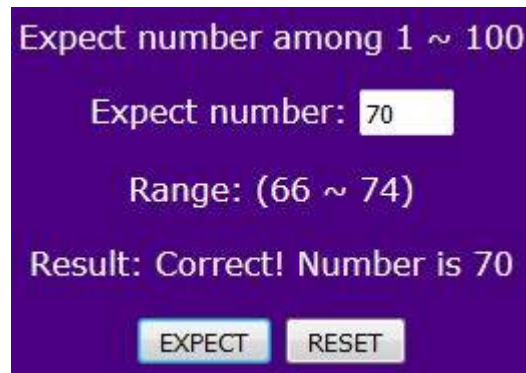 Expect number among 1 ~ 100
Expect number: 70
Range: (66 ~ 74)
Result: Correct! Number is 70
EXPECT RESET